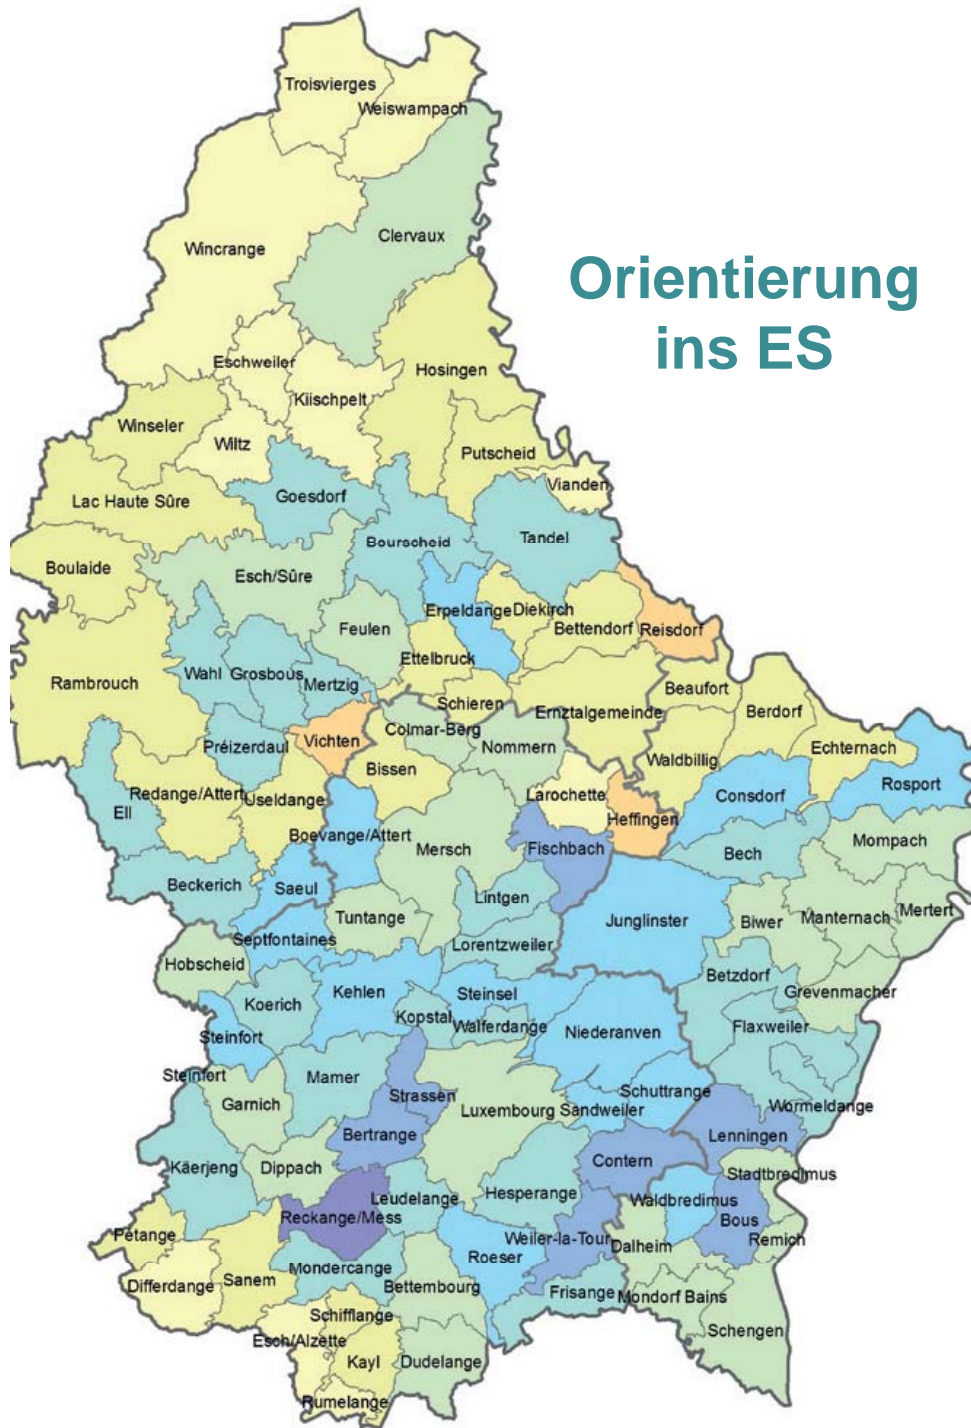 Troisvierges
Weiswampach
Clervaux
Wincrange
Orientierung
ins ES
Eschweiler
Hosingen
Kiischpelt
Winseler
Wiltz
Putscheid
Vianden
Goesdorf
Lac Haute Sûre
Tandel
Bourscheid
Boulaide
Esch/Sûre
Erpeldange
Diekirch
Feulen
Bettendorf
Reisdorf
Ettelbruck
Wahl
Grosbous
Mertzig
Rambrouch
Beaufort
Schieren
Ernztalgemeinde
Berdorf
Colmar-Berg
Vichten
Préizerdaul
Nommern
Echternach
Waldbillig
Bissen
Rosport
Redange/Attert
Useldange
Larochette
Consdorf
Ell
Heffingen
Boevange/Attert
Mersch
Fischbach
Mompach
Bech
Beckerich
Saeul
Lintgen
Tuntange
Junglinster
Biwer
Manternach
Mertert
Septfontaines
Lorentzweiler
Hobscheid
Betzdorf
Kehlen
Steinsel
Grevenmacher
Koerich
Kopstal
Walferdange
Flaxweiler
Niederanven
Steinfort
Steinfort
Mamer
Schuttrange
Strassen
Garnich
Luxembourg
Sandweiler
Wormeldange
Bertrange
Lenningen
Contern
Käerjeng
Dippach
Stadtbredimus
Hesperange
Leudelange
Waldbredimus
Reckange/Mess
Bous
Pétange
Weiler-la-Tour
Remich
Dalheim
Roeser
Mondercange
Differdange
Sanem
Bettembourg
Frisange
Mondorf Bains
Schifflange
Schengen
Esch/Alzette
Kayl
Dudelange
Rumelange